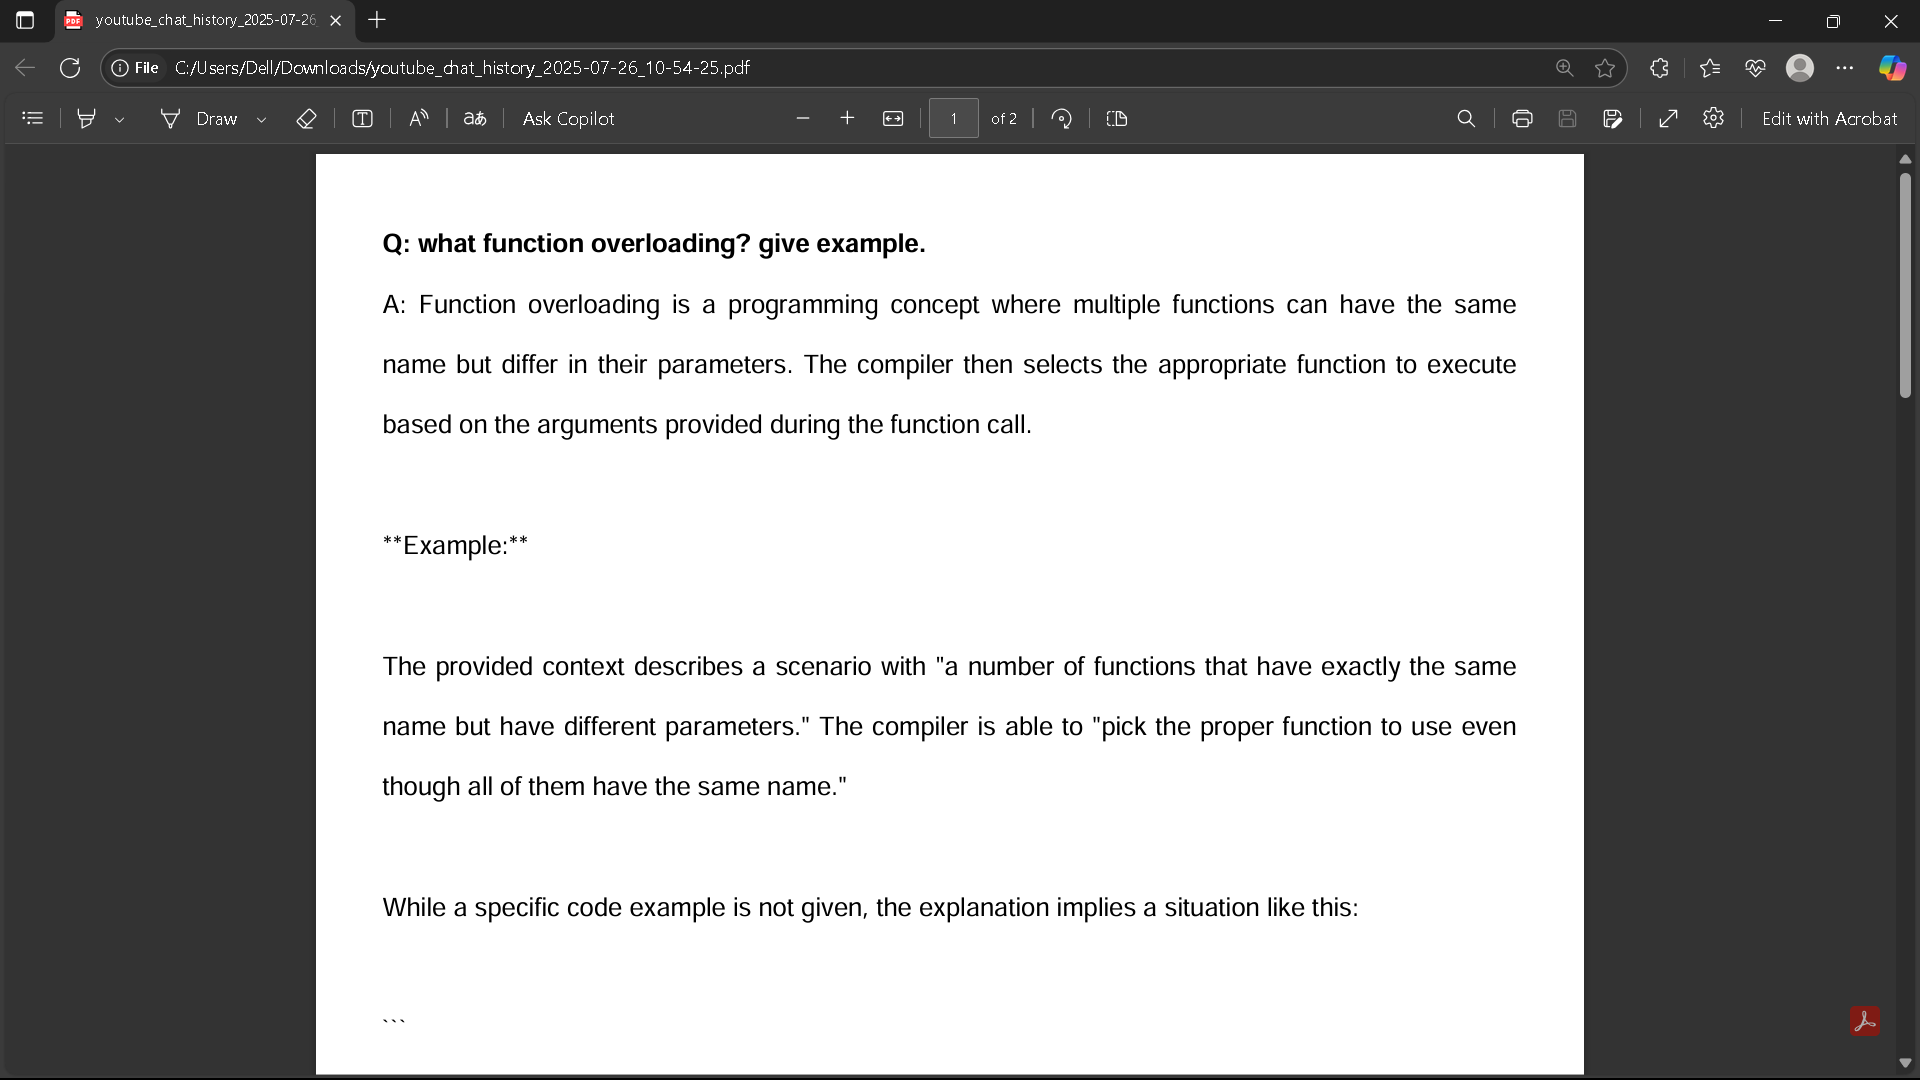 youtube_chat_history_2025-07-26
File C:/Users/Dell/Downloads/youtube_chat_history_2025-07-26_10-54-25.pdf
Draw aあ Ask Copilot 1 of 2 Edit with Acrobat
Q: what function overloading? give example.
A: Function overloading is a programming concept where multiple functions can have the same
name but differ in their parameters. The compiler then selects the appropriate function to execute
based on the arguments provided during the function call.
**Example:**
The provided context describes a scenario with "a number of functions that have exactly the same
name but have different parameters." The compiler is able to "pick the proper function to use even
though all of them have the same name."
While a specific code example is not given, the explanation implies a situation like this:
```